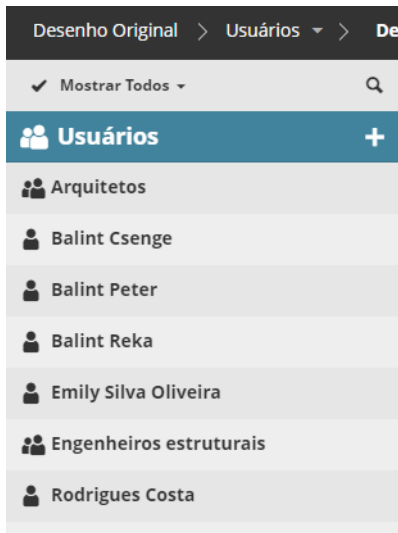 Desenho Original > Usuários > De
Mostrar Todos
Usuários +
Arquitetos
Balint Csenge
Balint Peter
Balint Reka
Emily Silva Oliveira
Engenheiros estruturais
Rodrigues Costa